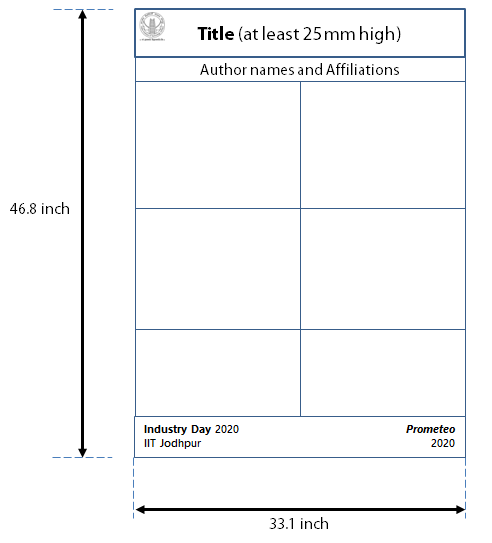 Title (at least 25mm high)
Author names and Affiliations
46.8 inch
Industry Day 2020
IIT Jodhpur
Prometeo
2020
33.1 inch